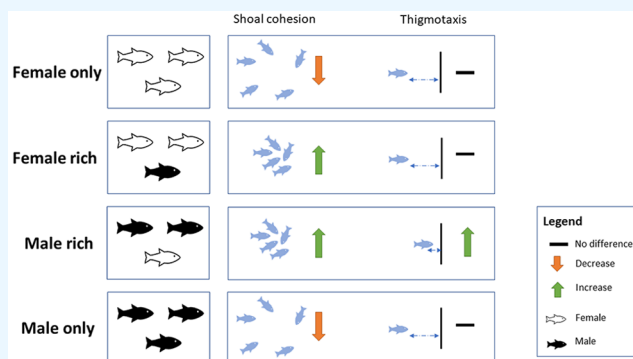 Shoal cohesion
Thigmotaxis
Female only
Female rich
Male rich
Male only
Legend
No difference
Decrease
Increase
Female
Male